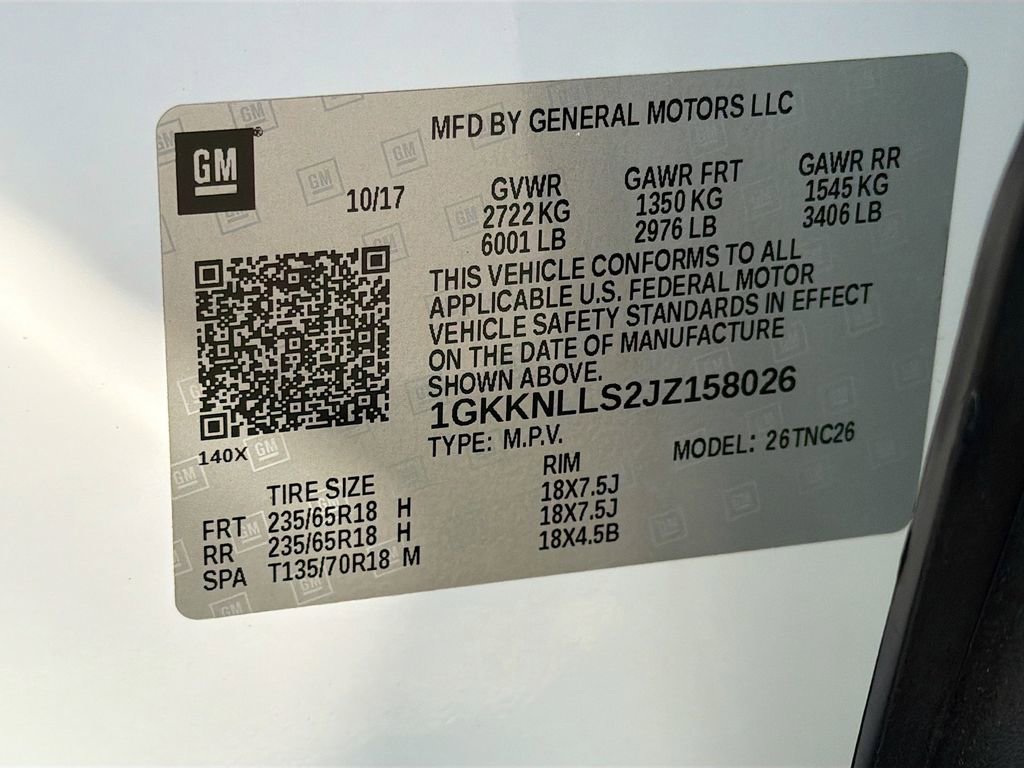 MFD BY GENERAL MOTORS LLC
GM®
10/17
GVWR
2722 KG
6001 LB
GAWR FRT
1350 KG
2976 LB
GAWR RR
1545 KG
3406 LB
THIS VEHICLE CONFORMS TO ALL
APPLICABLE U.S. FEDERAL MOTOR
VEHICLE SAFETY STANDARDS IN EFFECT
ON THE DATE OF MANUFACTURE
SHOWN ABOVE.
1GKKNLLS2JZ158026
TYPE: M.P.V.
MODEL: 26TNC26
140X
TIRE SIZE
RIM
FRT 235/65R18 H 18X7.5J
RR 235/65R18 H 18X7.5J
SPA T135/70R18 M 18X4.5B